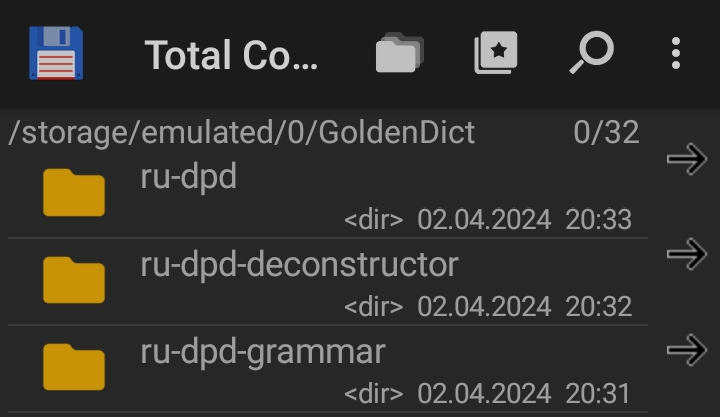 Total Co...
/storage/emulated/0/GoldenDict 0/32
ru-dpd
<dir> 02.04.2024 20:33
ru-dpd-deconstructor
<dir> 02.04.2024 20:32
ru-dpd-grammar
<dir> 02.04.2024 20:31